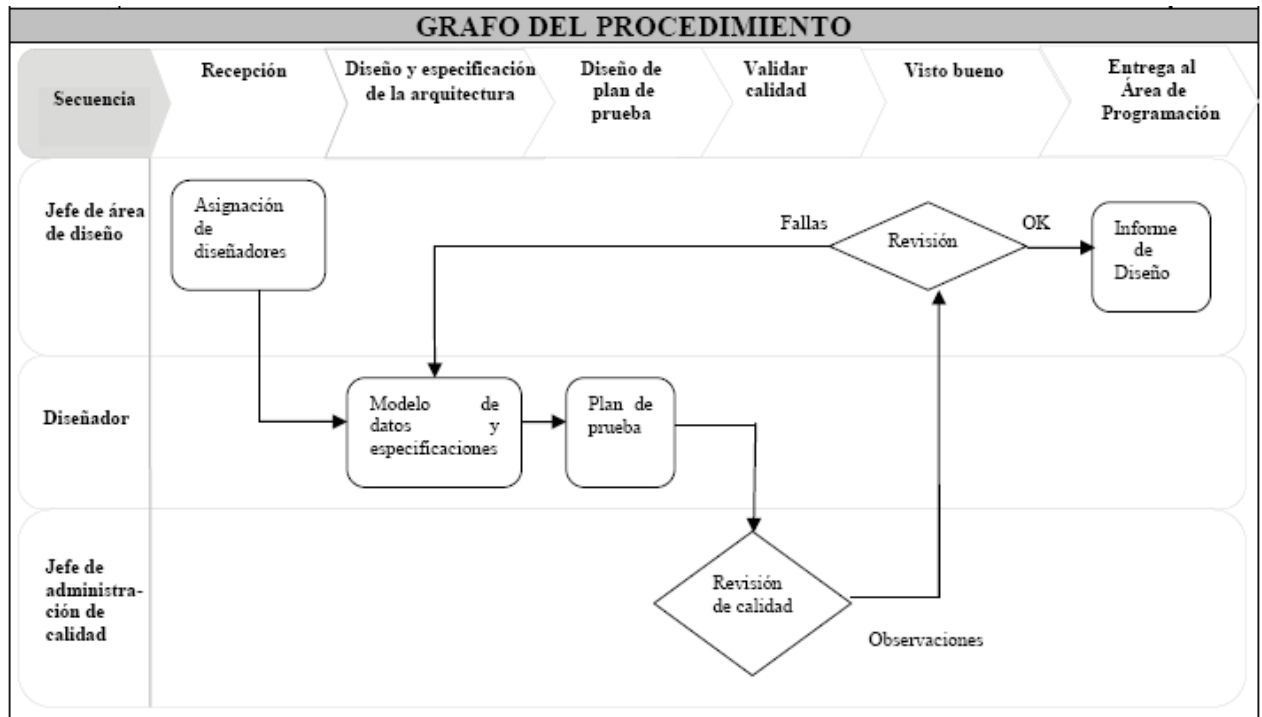 GRAFO DEL PROCEDIMIENTO
Secuencia
Recepción
Diseño y especificación
de la arquitectura
Diseño de
plan de
prueba
Validar
calidad
Visto bueno
Entrega al
Área de
Programación
Jefe de área
de diseño
Asignación
de
diseñadores
Fallas
Revisión
OK
Informe
de
Diseño
Diseñador
Modelo de
datos y
especificaciones
Plan de
prueba
Jefe de
administra-
ción de
calidad
Revisión
de calidad
Observaciones